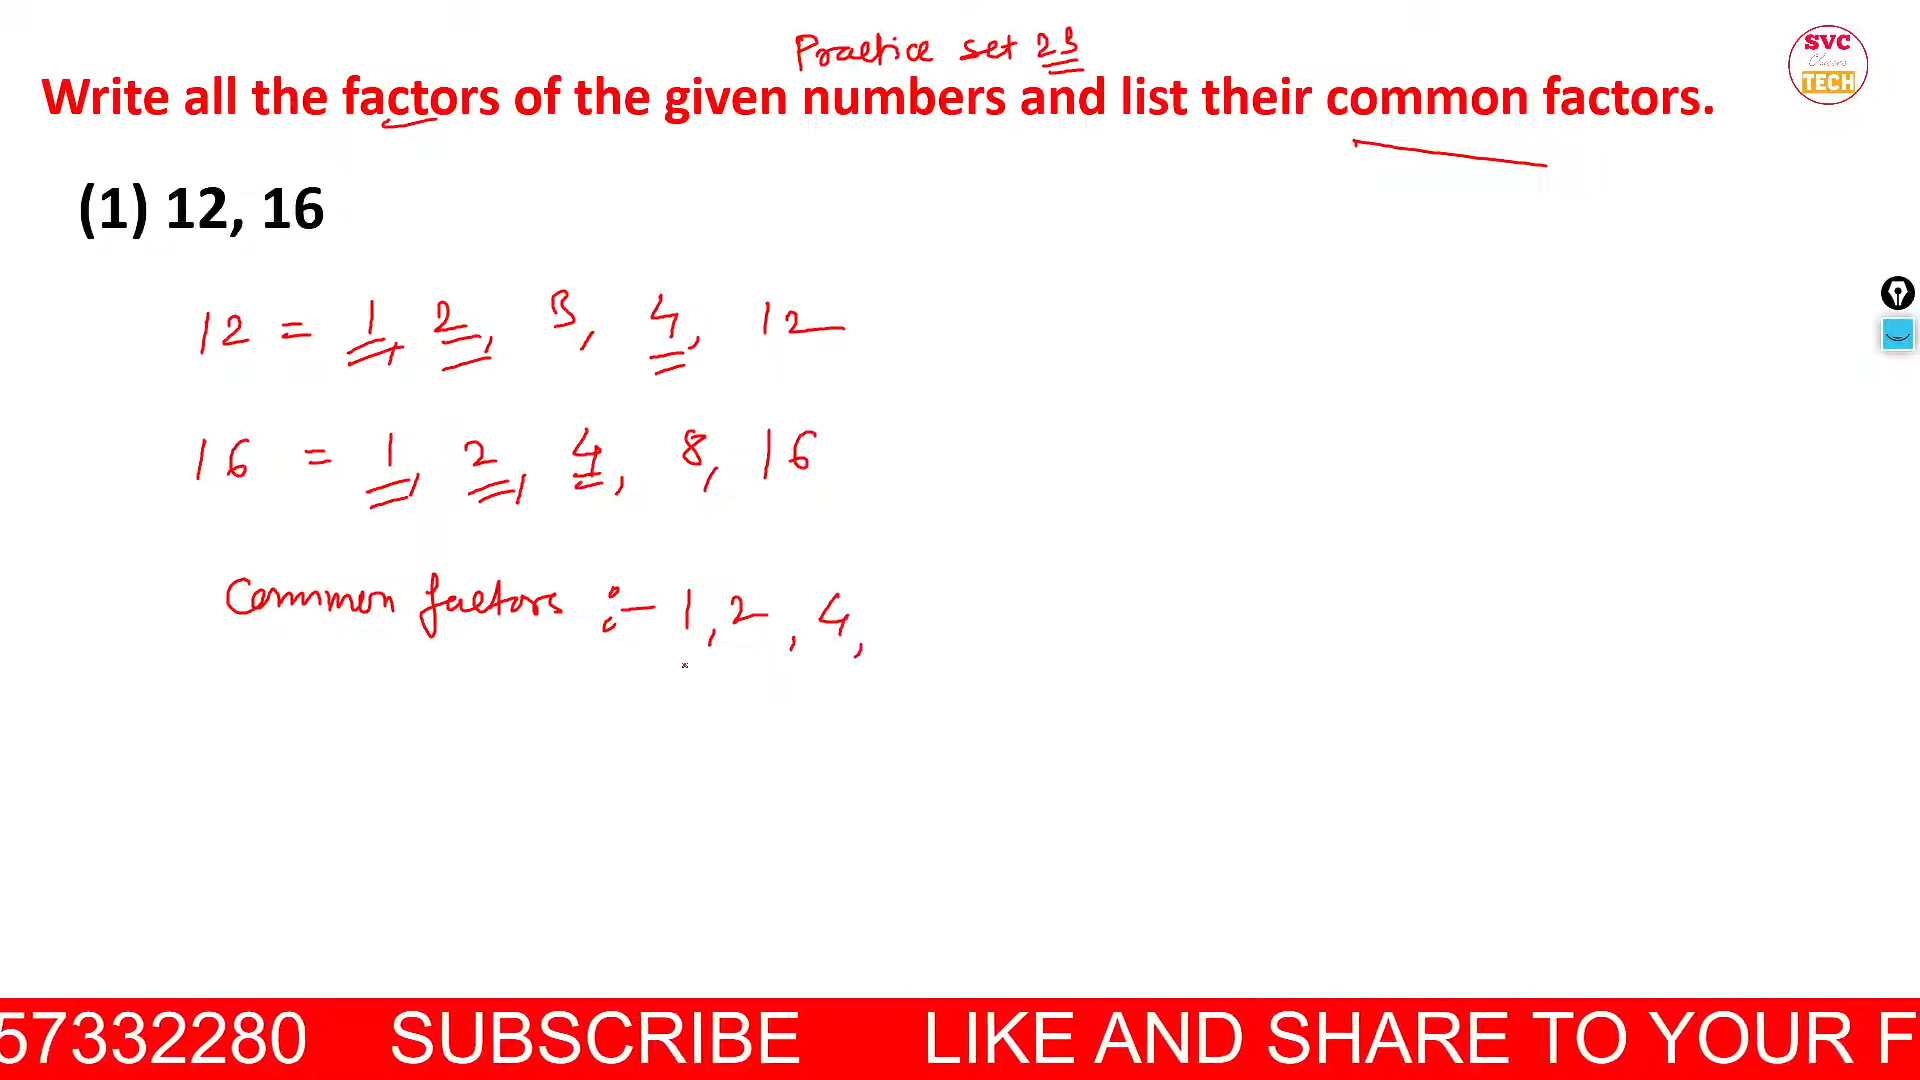 Practice set 23
SVC
Classes
TECH
Write all the factors of the given numbers and list their common factors.
(1) 12, 16
12 = 1, 2, 3, 4, 12
16 = 1, 2, 4, 8, 16
Common factors :- 1, 2, 4,
57332280 SUBSCRIBE LIKE AND SHARE TO YOUR F